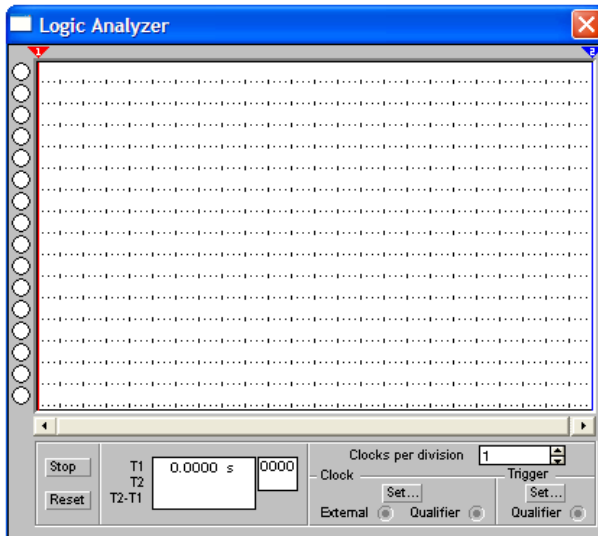 Logic Analyzer
1 2
Clocks per division 1
Stop T1 0.0000 s 0000
T2
Clock Trigger
Reset T2-T1 Set... Set...
External Qualifier Qualifier